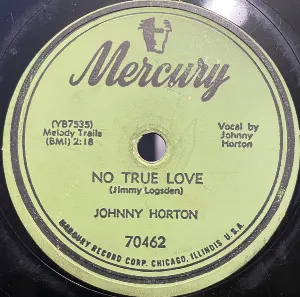 Mercury
(YB7535)
Melody Trails
(BMI) 2:18
Vocal by
Johnny
Horton
NO TRUE LOVE
(Jimmy Logsden)
JOHNNY HORTON
70462
MERCURY RECORD CORP. CHICAGO, ILLINOIS U.S.A.